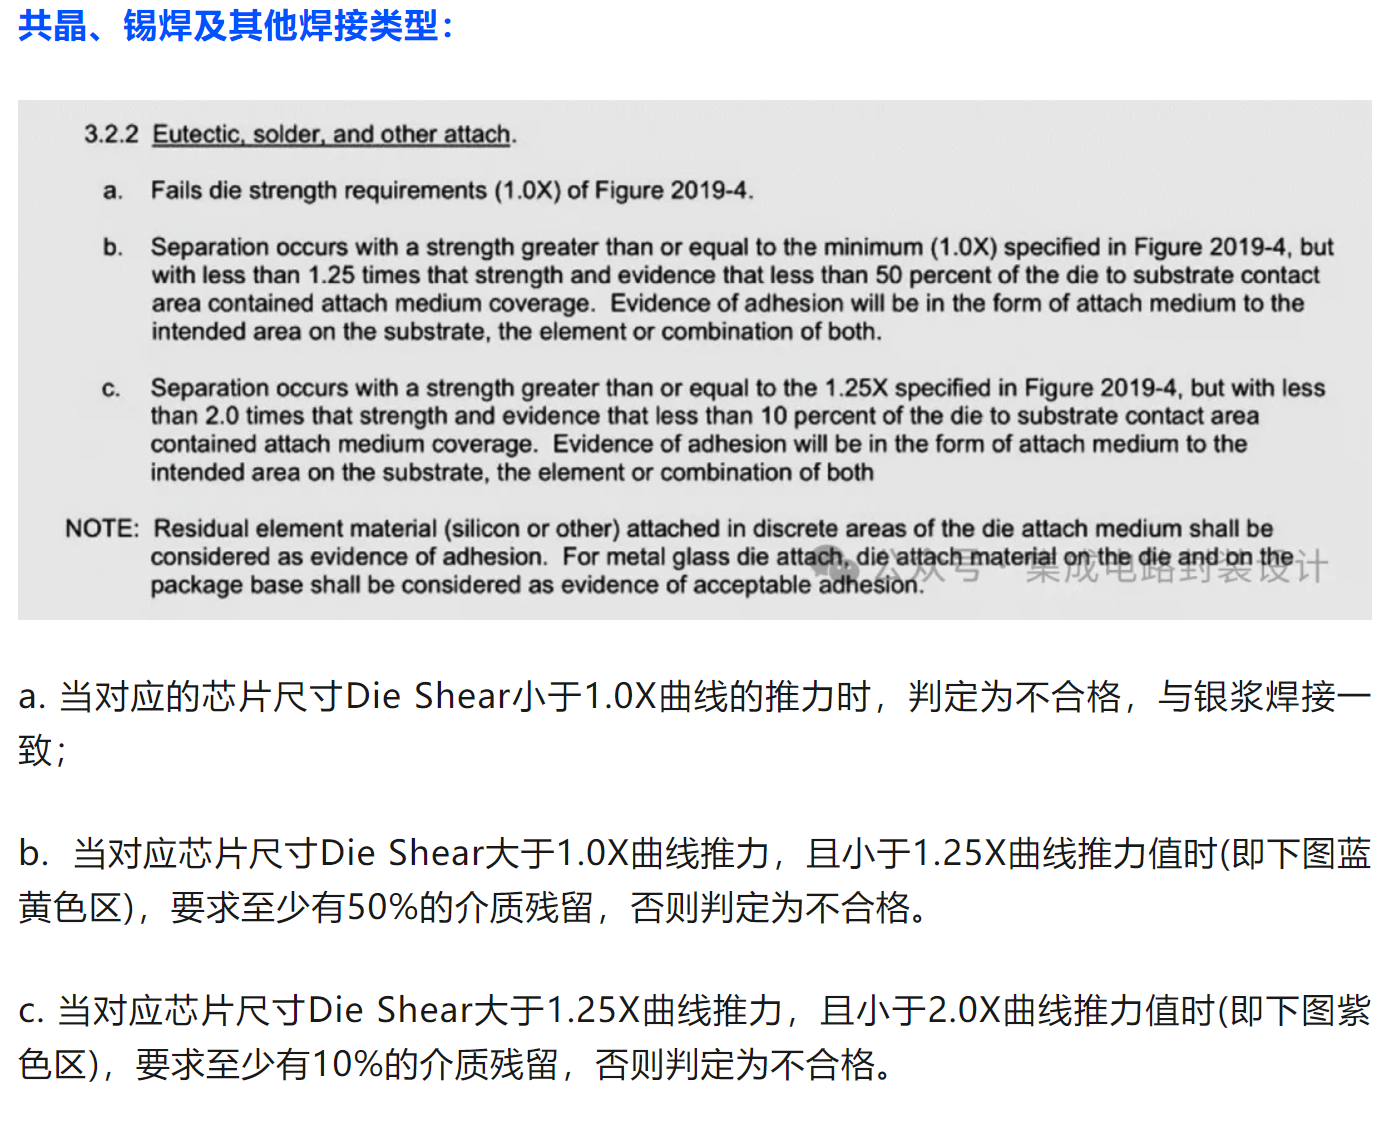 共晶、锡焊及其他焊接类型：
3.2.2 Eutectic, solder, and other attach.
a. Fails die strength requirements (1.0X) of Figure 2019-4.
b. Separation occurs with a strength greater than or equal to the minimum (1.0X) specified in Figure 2019-4, but
with less than 1.25 times that strength and evidence that less than 50 percent of the die to substrate contact
area contained attach medium coverage. Evidence of adhesion will be in the form of attach medium to the
intended area on the substrate, the element or combination of both.
c. Separation occurs with a strength greater than or equal to the 1.25X specified in Figure 2019-4, but with less
than 2.0 times that strength and evidence that less than 10 percent of the die to substrate contact area
contained attach medium coverage. Evidence of adhesion will be in the form of attach medium to the
intended area on the substrate, the element or combination of both
NOTE: Residual element material (silicon or other) attached in discrete areas of the die attach medium shall be
considered as evidence of adhesion. For metal glass die attach, die attach material on the die and on the
package base shall be considered as evidence of acceptable adhesion.
公众号·集成电路封装设计
a. 当对应的芯片尺寸Die Shear小于1.0X曲线的推力时，判定为不合格，与银浆焊接一
致；
b. 当对应芯片尺寸Die Shear大于1.0X曲线推力，且小于1.25X曲线推力值时(即下图蓝
黄色区)，要求至少有50%的介质残留，否则判定为不合格。
c. 当对应芯片尺寸Die Shear大于1.25X曲线推力，且小于2.0X曲线推力值时(即下图紫
色区)，要求至少有10%的介质残留，否则判定为不合格。